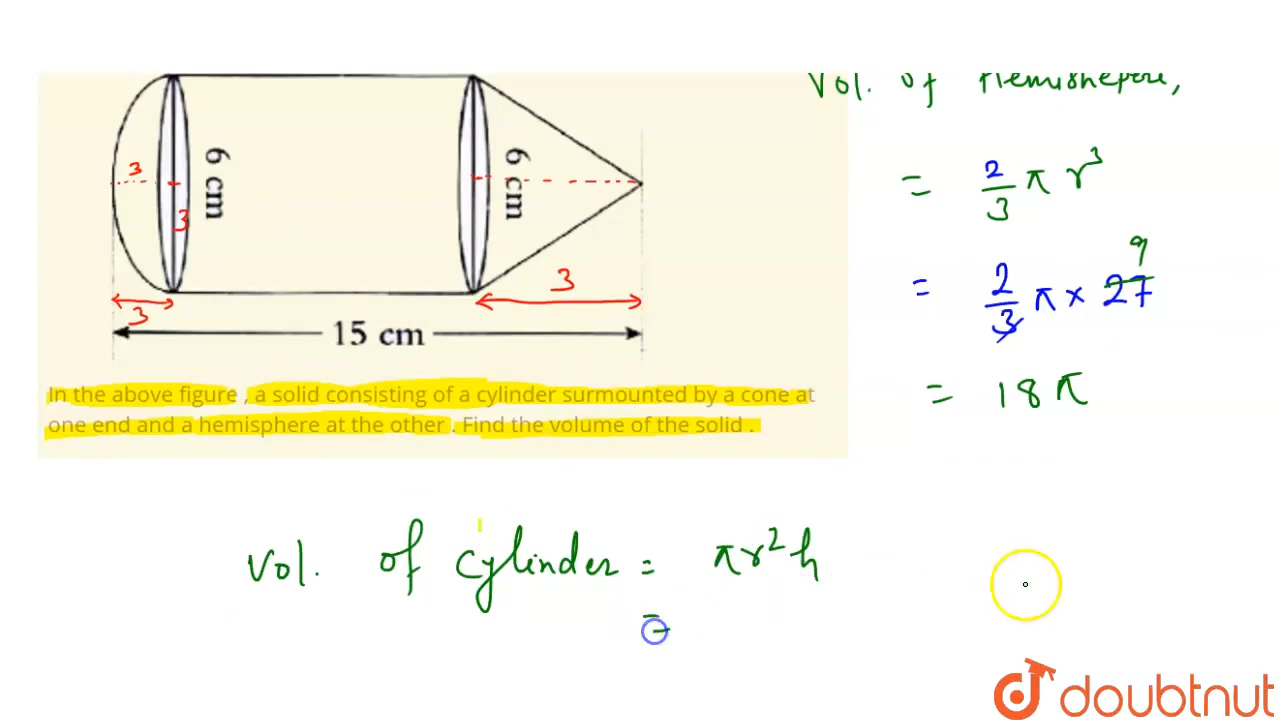 Vol. of Hemishepere,
= 2/3 π r³
3
6 cm
6 cm
3
= 2/3 π × 27 9
3
3
15 cm
= 18 π
In the above figure , a solid consisting of a cylinder surmounted by a cone at
one end and a hemisphere at the other . Find the volume of the solid .
Vol. of cylinder = πr²h
=
doubtnut